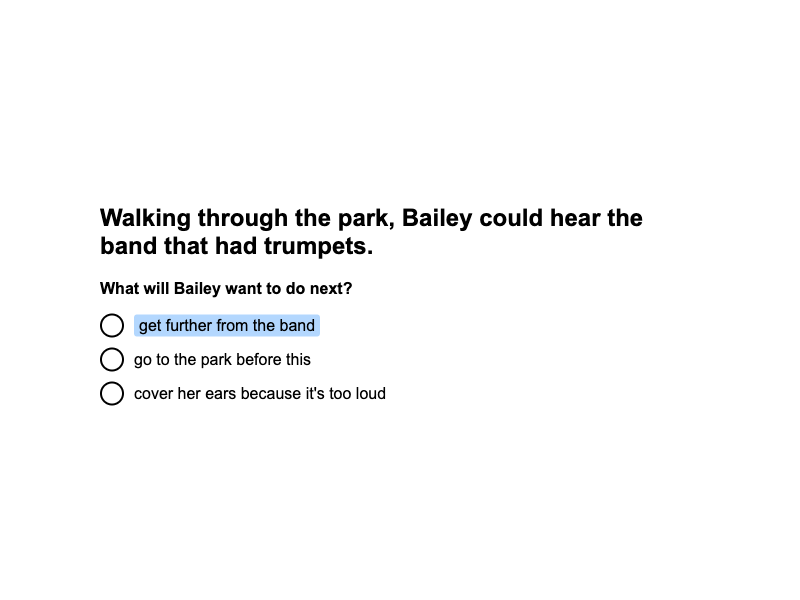 Walking through the park, Bailey could hear the
band that had trumpets.
What will Bailey want to do next?
get further from the band
go to the park before this
cover her ears because it's too loud